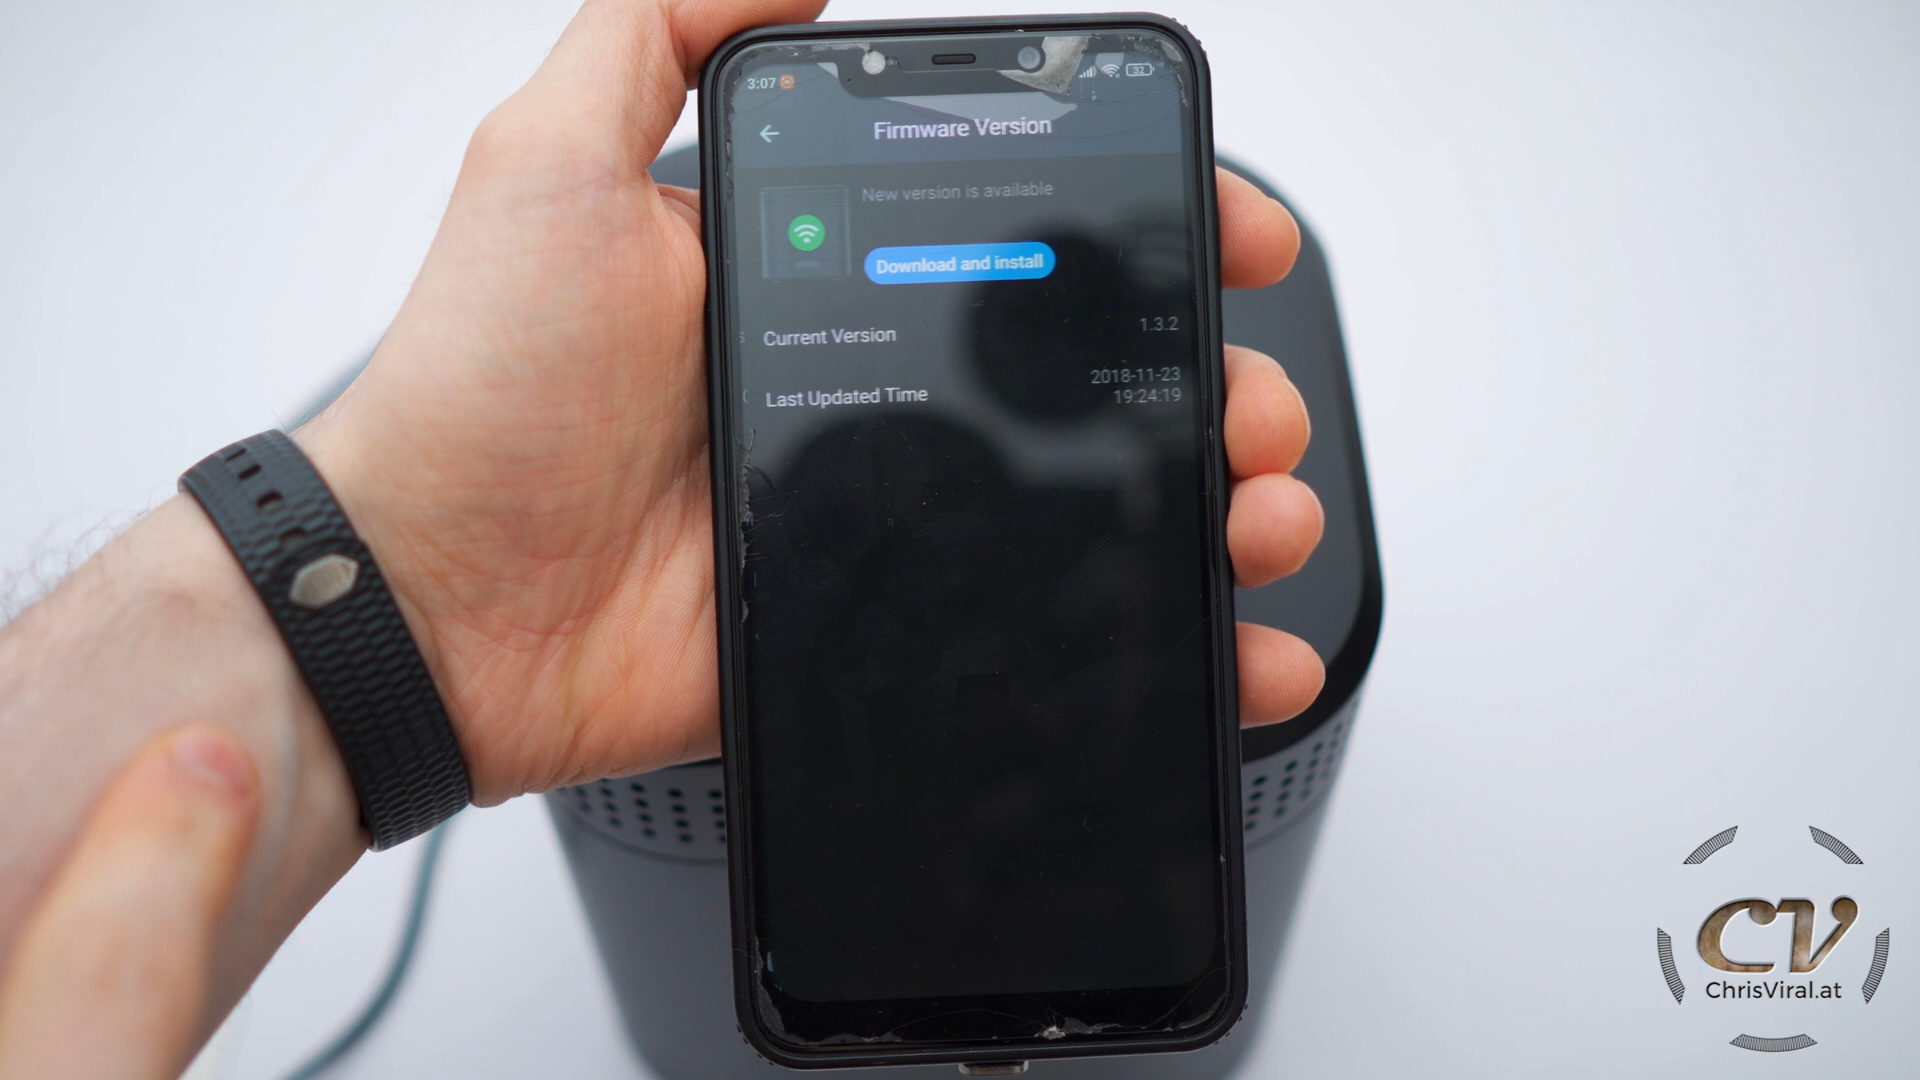 3:07
32
Firmware Version
New version is available
Download and install
Current Version
1.3.2
Last Updated Time
2018-11-23
19:24:19
CV
ChrisViral.at